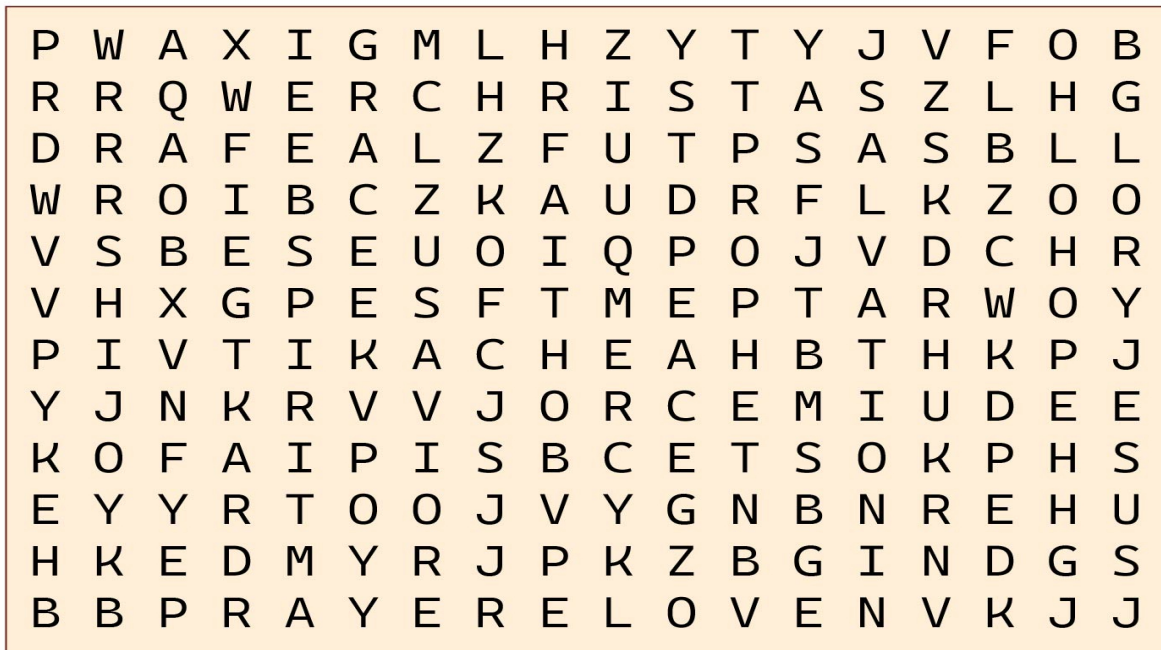 P W A X I G M L H Z Y T Y J V F O B
R R Q W E R C H R I S T A S Z L H G
D R A F E A L Z F U T P S A S B L L
W R O I B C Z K A U D R F L K Z O O
V S B E S E U O I Q P O J V D C H R
V H X G P E S F T M E P T A R W O Y
P I V T I K A C H E A H B T H K P J
Y J N K R V V J O R C E M I U D E E
K O F A I P I S B C E T S O K P H S
E Y Y R T O O J V Y G N B N R E H U
H K E D M Y R J P K Z B G I N D G S
B B P R A Y E R E L O V E N V K J J